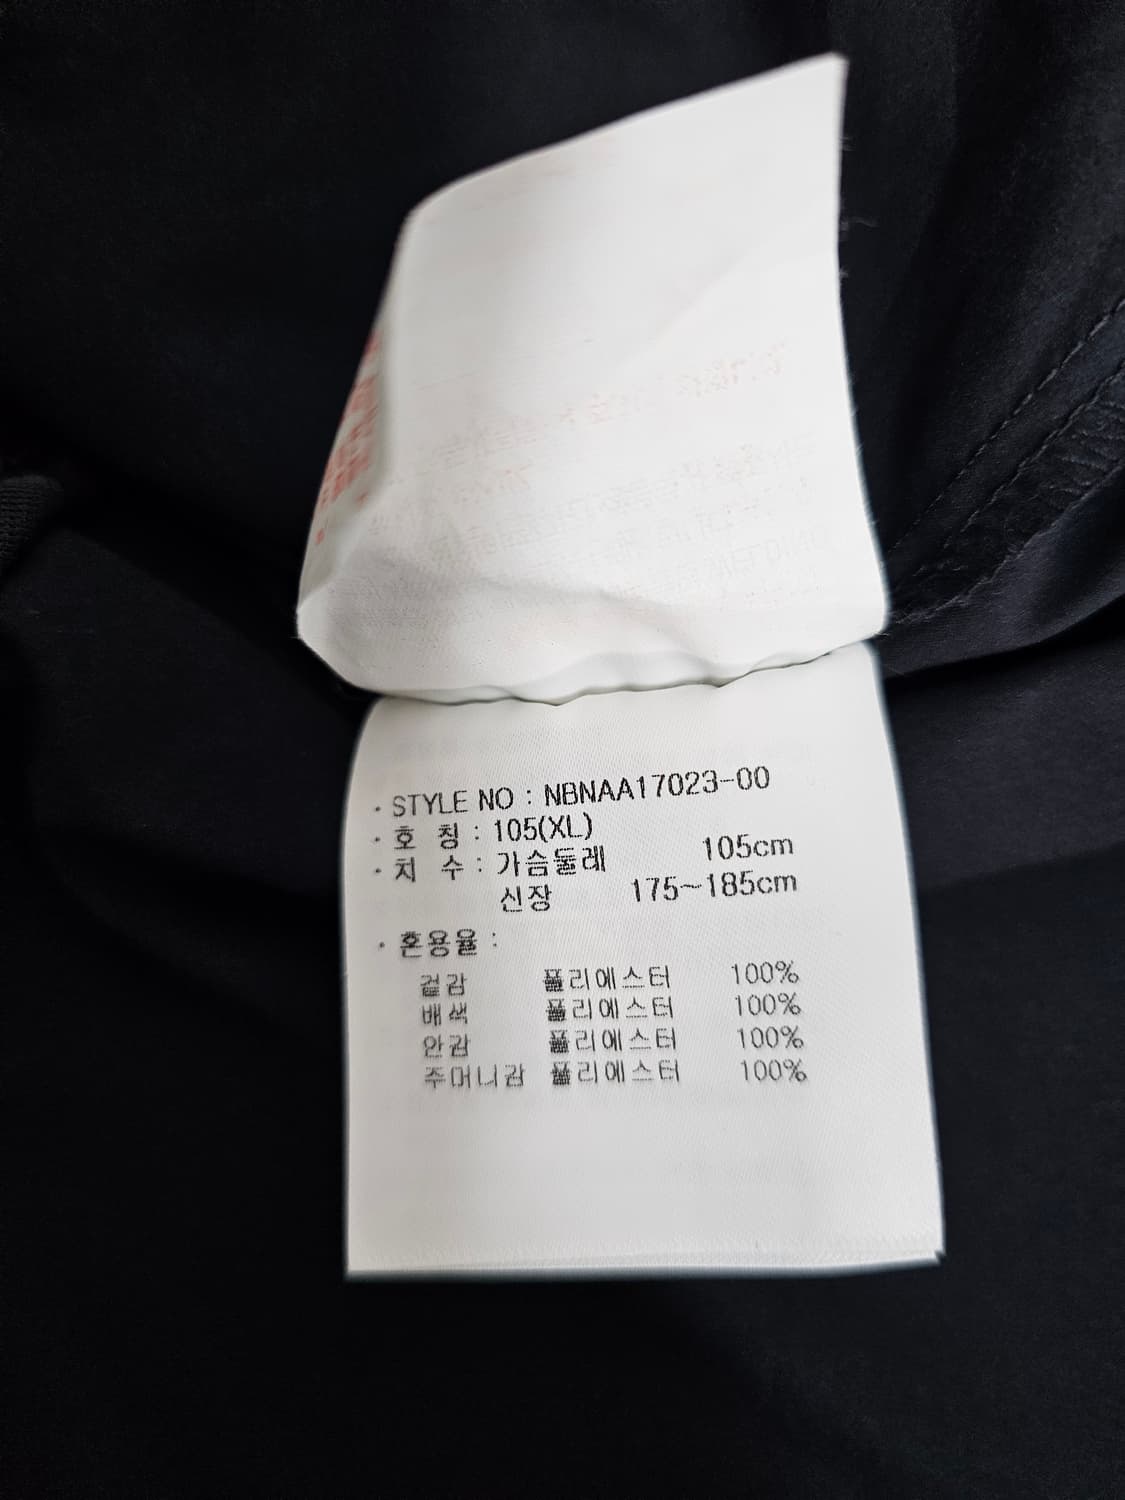 · STYLE NO : NBNAA17023-00
· 호 칭 : 105(XL)
· 치 수 : 가슴둘레 105cm
신장 175~185cm
· 혼용율 :
겉감 폴리에스터 100%
배색 폴리에스터 100%
안감 폴리에스터 100%
주머니감 폴리에스터 100%